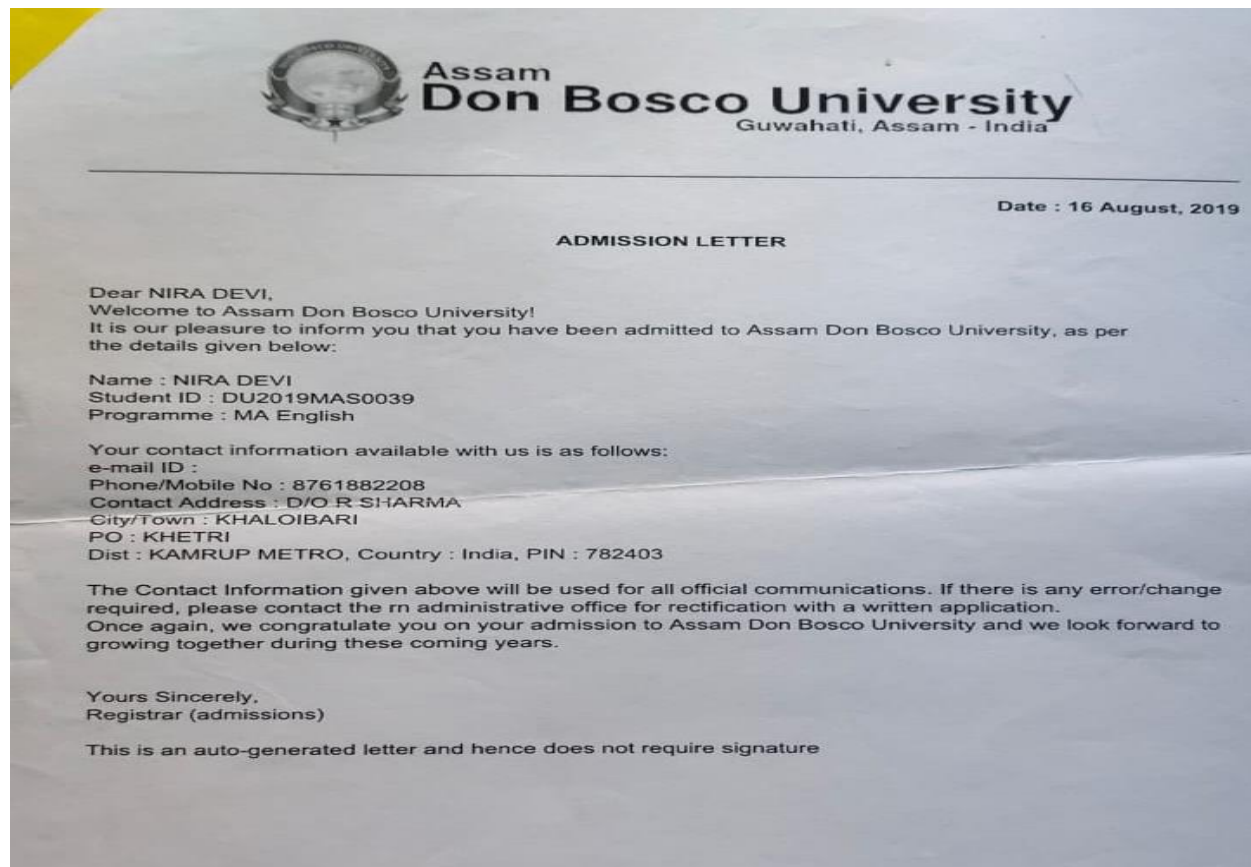 Assam
Don Bosco University
Guwahati, Assam - India
Date : 16 August, 2019
ADMISSION LETTER
Dear NIRA DEVI,
Welcome to Assam Don Bosco University!
It is our pleasure to inform you that you have been admitted to Assam Don Bosco University, as per
the details given below:
Name : NIRA DEVI
Student ID : DU2019MAS0039
Programme : MA English
Your contact information available with us is as follows:
e-mail ID :
Phone/Mobile No : 8761882208
Contact Address : D/O R SHARMA
City/Town : KHALOIBARI
PO : KHETRI
Dist : KAMRUP METRO, Country : India, PIN : 782403
The Contact Information given above will be used for all official communications. If there is any error/change
required, please contact the rn administrative office for rectification with a written application.
Once again, we congratulate you on your admission to Assam Don Bosco University and we look forward to
growing together during these coming years.
Yours Sincerely,
Registrar (admissions)
This is an auto-generated letter and hence does not require signature